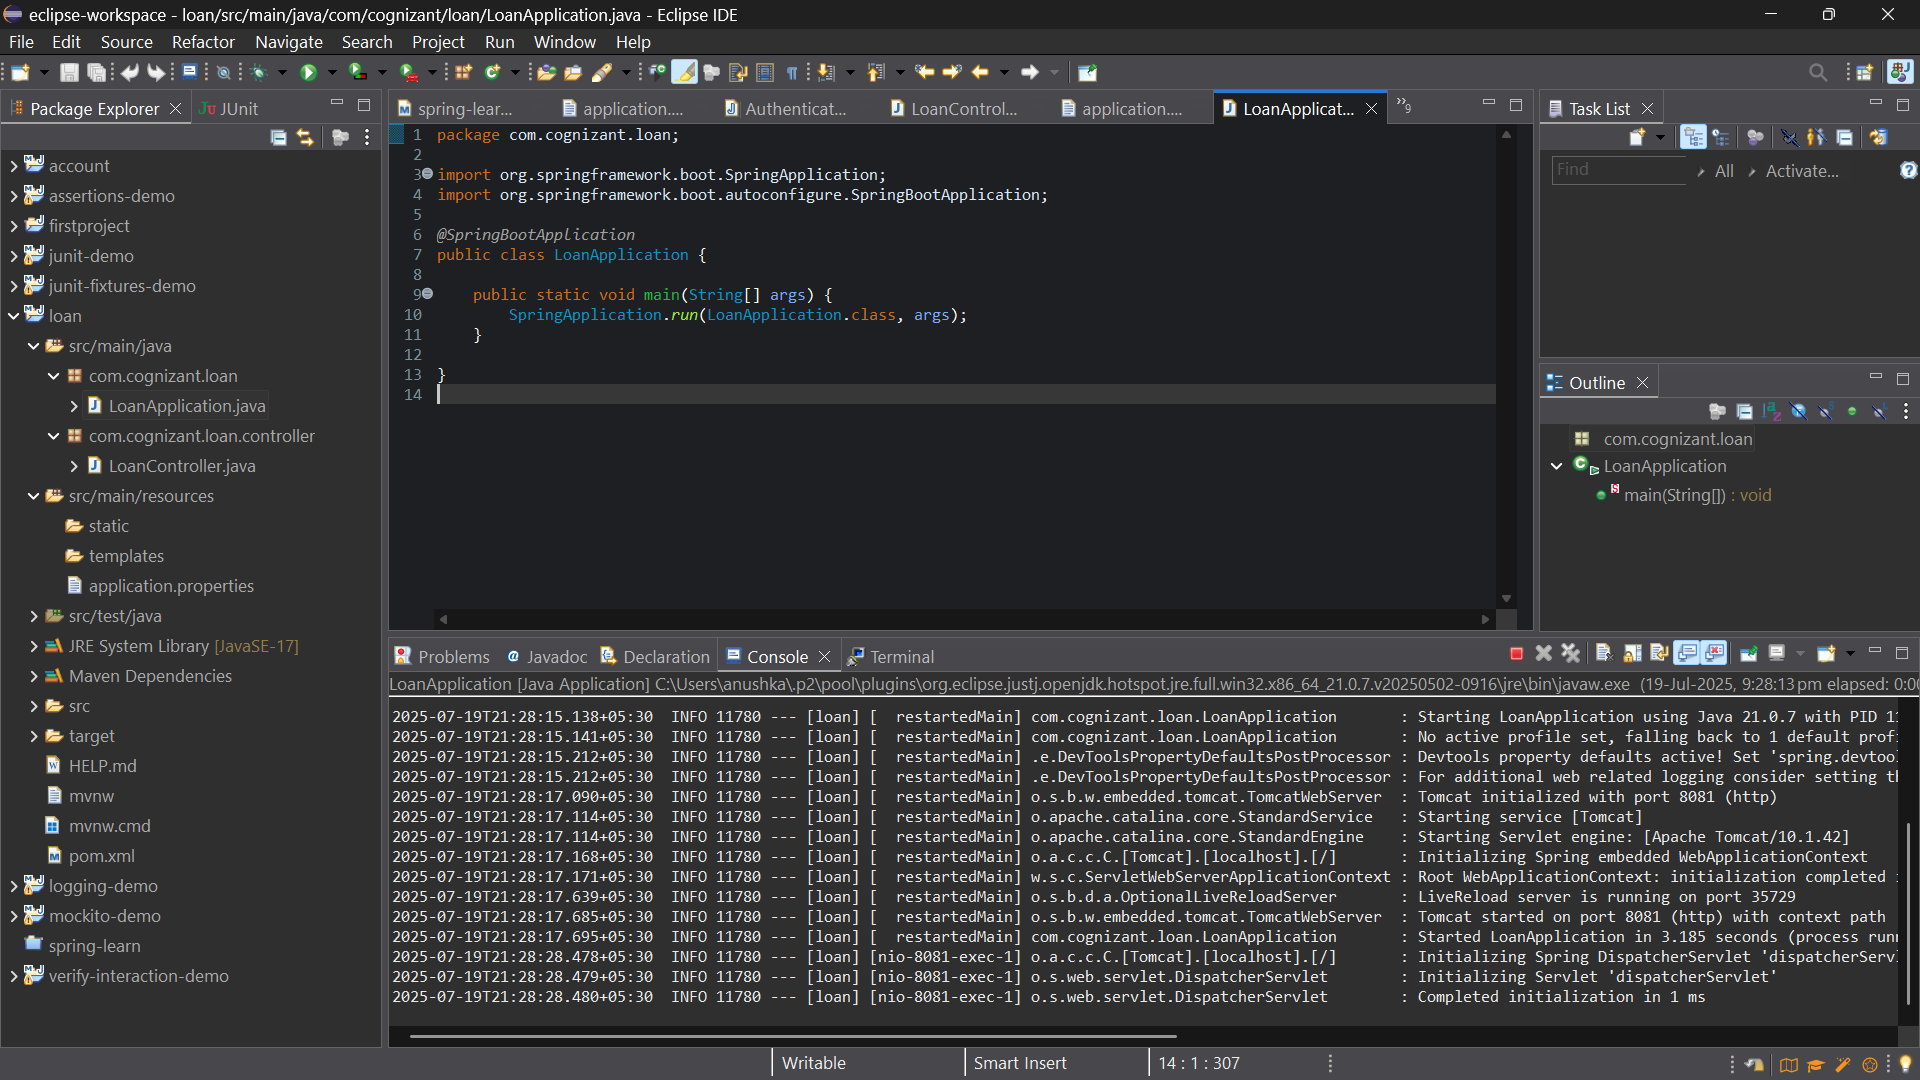 eclipse-workspace - loan/src/main/java/com/cognizant/loan/LoanApplication.java - Eclipse IDE
File Edit Source Refactor Navigate Search Project Run Window Help
Package Explorer
JUnit
account
assertions-demo
firstproject
junit-demo
junit-fixtures-demo
loan
src/main/java
com.cognizant.loan
LoanApplication.java
com.cognizant.loan.controller
LoanController.java
src/main/resources
static
templates
application.properties
src/test/java
JRE System Library [JavaSE-17]
Maven Dependencies
src
target
HELP.md
mvnw
mvnw.cmd
pom.xml
logging-demo
mockito-demo
spring-learn
verify-interaction-demo
spring-lear... application.... Authenticat... LoanControl... application.... LoanApplicat... »9
1 package com.cognizant.loan;
2
3 import org.springframework.boot.SpringApplication;
4 import org.springframework.boot.autoconfigure.SpringBootApplication;
5
6 @SpringBootApplication
7 public class LoanApplication {
8
9 public static void main(String[] args) {
10 SpringApplication.run(LoanApplication.class, args);
11 }
12
13 }
14
Task List
Find All Activate...
Outline
com.cognizant.loan
LoanApplication
main(String[]) : void
Problems Javadoc Declaration Console Terminal
LoanApplication [Java Application] C:\Users\anushka\.p2\pool\plugins\org.eclipse.justj.openjdk.hotspot.jre.full.win32.x86_64_21.0.7.v20250502-0916\jre\bin\javaw.exe (19-Jul-2025, 9:28:13 pm elapsed: 0:00
2025-07-19T21:28:15.138+05:30 INFO 11780 --- [loan] [ restartedMain] com.cognizant.loan.LoanApplication : Starting LoanApplication using Java 21.0.7 with PID 11
2025-07-19T21:28:15.141+05:30 INFO 11780 --- [loan] [ restartedMain] com.cognizant.loan.LoanApplication : No active profile set, falling back to 1 default prof
2025-07-19T21:28:15.212+05:30 INFO 11780 --- [loan] [ restartedMain] .e.DevToolsPropertyDefaultsPostProcessor : Devtools property defaults active! Set 'spring.devtoo
2025-07-19T21:28:15.212+05:30 INFO 11780 --- [loan] [ restartedMain] .e.DevToolsPropertyDefaultsPostProcessor : For additional web related logging consider setting th
2025-07-19T21:28:17.090+05:30 INFO 11780 --- [loan] [ restartedMain] o.s.b.w.embedded.tomcat.TomcatWebServer : Tomcat initialized with port 8081 (http)
2025-07-19T21:28:17.114+05:30 INFO 11780 --- [loan] [ restartedMain] o.apache.catalina.core.StandardService : Starting service [Tomcat]
2025-07-19T21:28:17.114+05:30 INFO 11780 --- [loan] [ restartedMain] o.apache.catalina.core.StandardEngine : Starting Servlet engine: [Apache Tomcat/10.1.42]
2025-07-19T21:28:17.168+05:30 INFO 11780 --- [loan] [ restartedMain] o.a.c.c.C.[Tomcat].[localhost].[/] : Initializing Spring embedded WebApplicationContext
2025-07-19T21:28:17.171+05:30 INFO 11780 --- [loan] [ restartedMain] w.s.c.ServletWebServerApplicationContext : Root WebApplicationContext: initialization completed
2025-07-19T21:28:17.639+05:30 INFO 11780 --- [loan] [ restartedMain] o.s.b.d.a.OptionalLiveReloadServer : LiveReload server is running on port 35729
2025-07-19T21:28:17.685+05:30 INFO 11780 --- [loan] [ restartedMain] o.s.b.w.embedded.tomcat.TomcatWebServer : Tomcat started on port 8081 (http) with context path
2025-07-19T21:28:17.695+05:30 INFO 11780 --- [loan] [ restartedMain] com.cognizant.loan.LoanApplication : Started LoanApplication in 3.185 seconds (process run
2025-07-19T21:28:28.478+05:30 INFO 11780 --- [loan] [nio-8081-exec-1] o.a.c.c.C.[Tomcat].[localhost].[/] : Initializing Spring DispatcherServlet 'dispatcherServ
2025-07-19T21:28:28.479+05:30 INFO 11780 --- [loan] [nio-8081-exec-1] o.s.web.servlet.DispatcherServlet : Initializing Servlet 'dispatcherServlet'
2025-07-19T21:28:28.480+05:30 INFO 11780 --- [loan] [nio-8081-exec-1] o.s.web.servlet.DispatcherServlet : Completed initialization in 1 ms
Writable Smart Insert 14 : 1 : 307